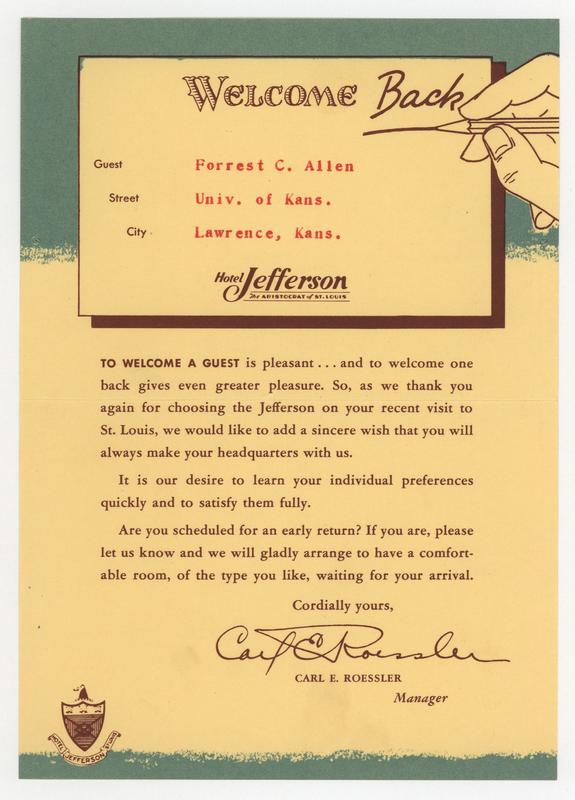 WELCOME Back
Guest Forrest C. Allen
Street Univ. of Kans.
City Lawrence, Kans.
Hotel Jefferson
The ARISTOCRAT of ST. LOUIS
TO WELCOME A GUEST is pleasant . . . and to welcome one
back gives even greater pleasure. So, as we thank you
again for choosing the Jefferson on your recent visit to
St. Louis, we would like to add a sincere wish that you will
always make your headquarters with us.
It is our desire to learn your individual preferences
quickly and to satisfy them fully.
Are you scheduled for an early return? If you are, please
let us know and we will gladly arrange to have a comfort-
able room, of the type you like, waiting for your arrival.
Cordially yours,
Carl E Roessler
CARL E. ROESSLER
Manager
HOTEL JEFFERSON